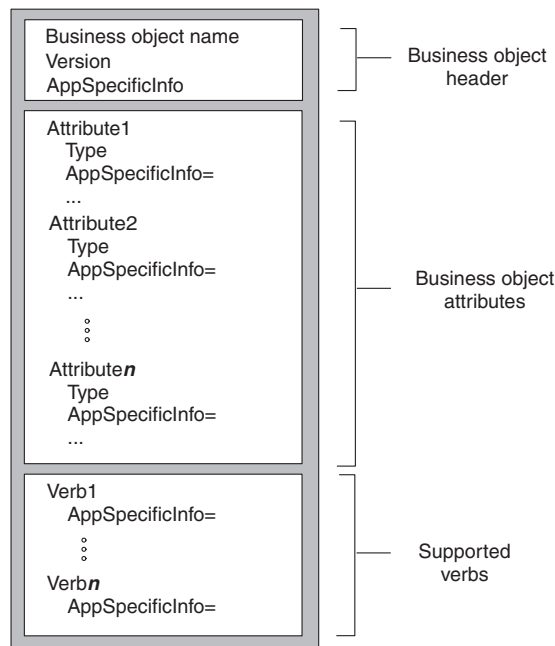 Business object name
Version
AppSpecificInfo
Business object
header
Attribute1
Type
AppSpecificInfo=
...
Attribute2
Type
AppSpecificInfo=
...
Attributen
Type
AppSpecificInfo=
...
Business object
attributes
Verb1
AppSpecificInfo=
Verbn
AppSpecificInfo=
Supported
verbs